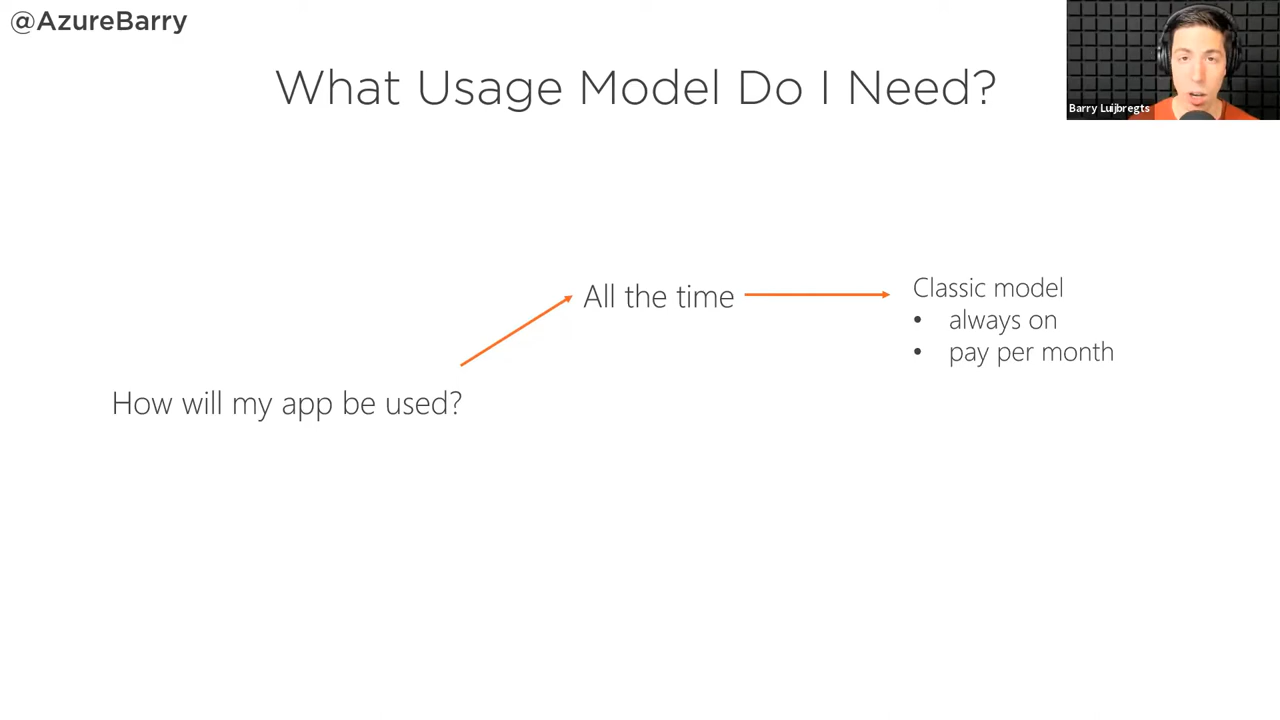 @AzureBarry
What Usage Model Do I Need?
Barry Luijbregts
All the time
Classic model
• always on
• pay per month
How will my app be used?